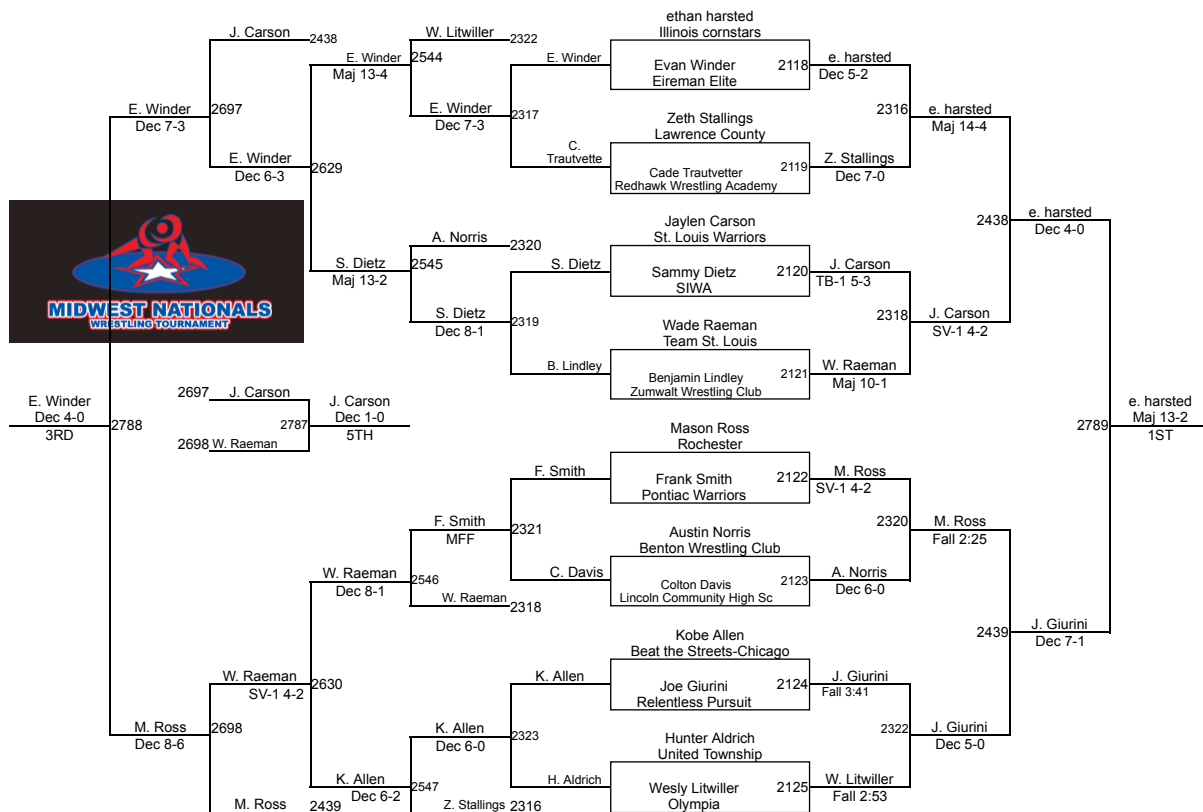 ethan harsted
Illinois cornstars
J. Carson
2438
W. Litwiller
2322
E. Winder
2544
Maj 13-4
E. Winder
Evan Winder
2118
Eireman Elite
e. harsted
Dec 5-2
E. Winder
2697
Dec 7-3
E. Winder
2317
Dec 7-3
Zeth Stallings
Lawrence County
2316
e. harsted
Maj 14-4
E. Winder
2629
Dec 6-3
C.
Trautvette
Cade Trautvetter
2119
Redhawk Wrestling Academy
Z. Stallings
Dec 7-0
MIDWEST NATIONALS
WRESTLING TOURNAMENT
Jaylen Carson
St. Louis Warriors
2438
e. harsted
Dec 4-0
A. Norris
2320
S. Dietz
2545
Maj 13-2
S. Dietz
Sammy Dietz
2120
SIWA
J. Carson
TB-1 5-3
S. Dietz
2319
Dec 8-1
Wade Raeman
Team St. Louis
2318
J. Carson
SV-1 4-2
B. Lindley
Benjamin Lindley
2121
Zumwalt Wrestling Club
W. Raeman
Maj 10-1
E. Winder
Dec 4-0
3RD
2788
2697
J. Carson
2787
J. Carson
Dec 1-0
5TH
2698
W. Raeman
2789
e. harsted
Maj 13-2
1ST
Mason Ross
Rochester
F. Smith
Frank Smith
2122
Pontiac Warriors
M. Ross
SV-1 4-2
F. Smith
2321
MFF
Austin Norris
Benton Wrestling Club
2320
M. Ross
Fall 2:25
W. Raeman
2546
Dec 8-1
C. Davis
Colton Davis
2123
Lincoln Community High Sc
A. Norris
Dec 6-0
W. Raeman
2318
Kobe Allen
Beat the Streets-Chicago
2439
J. Giurini
Dec 7-1
W. Raeman
2630
SV-1 4-2
K. Allen
Joe Giurini
2124
Relentless Pursuit
J. Giurini
Fall 3:41
M. Ross
2698
Dec 8-6
K. Allen
2323
Dec 6-0
Hunter Aldrich
United Township
2322
J. Giurini
Dec 5-0
K. Allen
2547
Dec 6-2
H. Aldrich
Wesly Litwiller
2125
Olympia
W. Litwiller
Fall 2:53
M. Ross
2439
Z. Stallings
2316